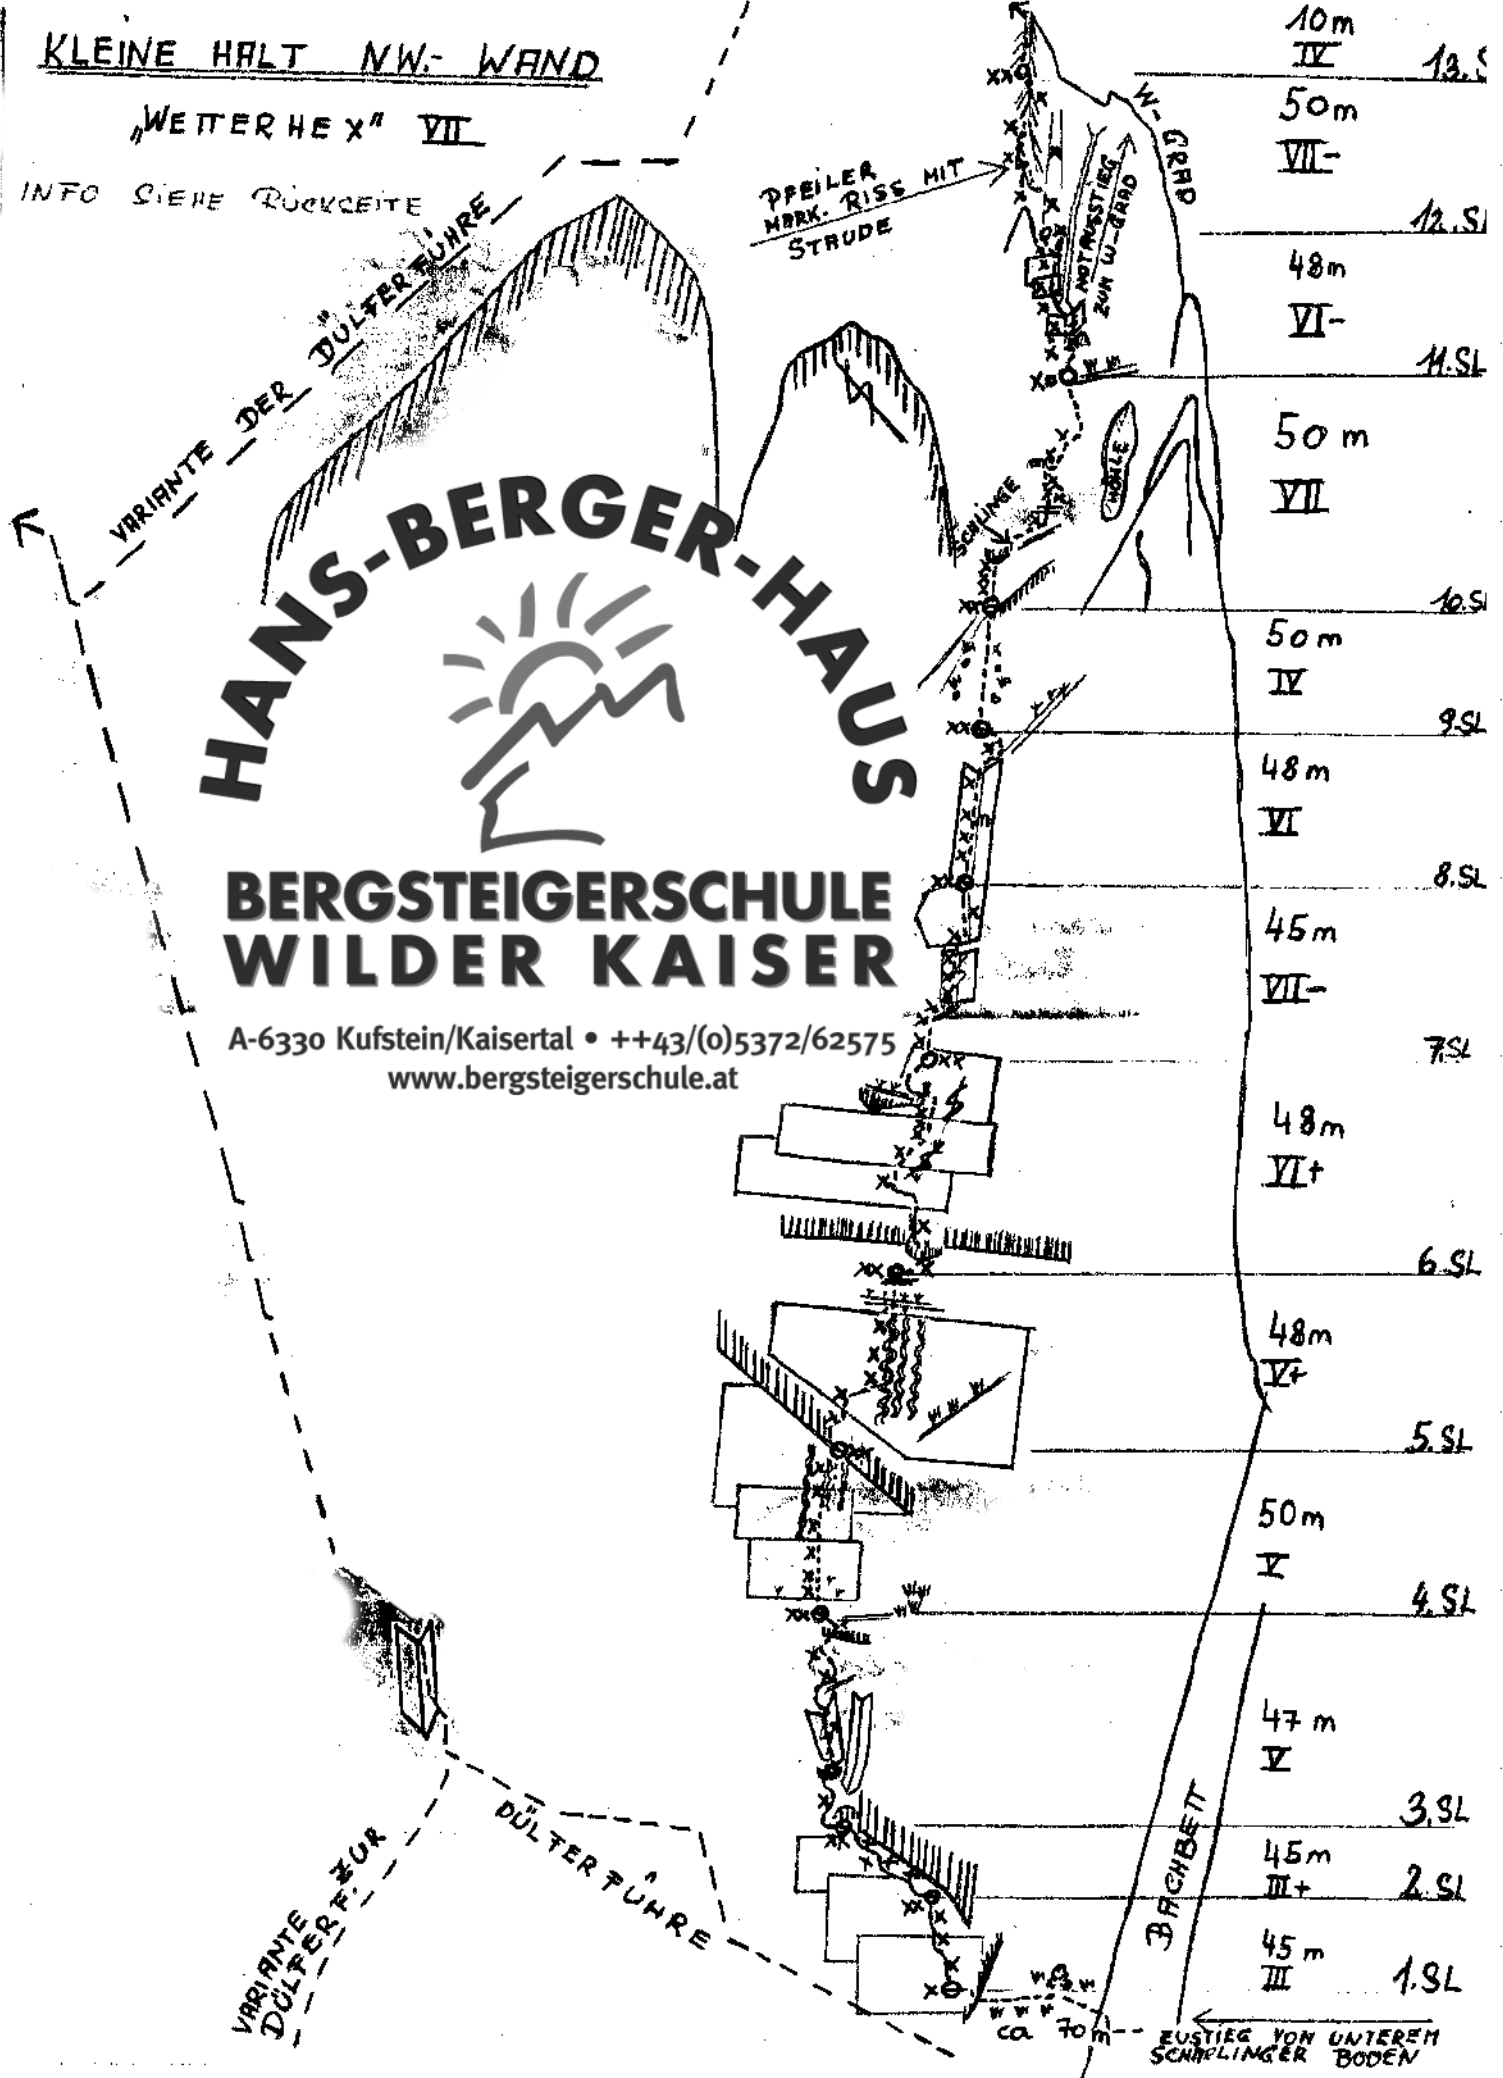 KLEINE HALT NW.- WAND
„WETTERHEX" VII
INFO SIEHE RÜCKSEITE
VARIANTE DER "DÜLFERFÜHRE
PFEILER
MARK. RISS MIT
STAUDE
W-GRAD
NOTAUSSTIEG
ZUM W-GRAD
HÖHLE
SCHLINGE
HANS-BERGER-HAUS
BERGSTEIGERSCHULE
WILDER KAISER
A-6330 Kufstein/Kaisertal • ++43/(0)5372/62575
www.bergsteigerschule.at
10m
IV
13.S
50m
VII-
12.SL
48m
VI-
11.SL
50m
VII
10.SL
50m
IV
9.SL
48m
VI
8.SL
45m
VII-
7.SL
48m
VI+
6.SL
48m
V+
5.SL
50m
V
4.SL
47m
V
3.SL
45m
III+
2.SL
45m
III
1.SL
BACHBETT
DÜLFERFÜHRE
VARIANTE ZUR
DÜLFERF.
ca 70m
EUSTIEG VON UNTEREM
SCHARLINGER BODEN